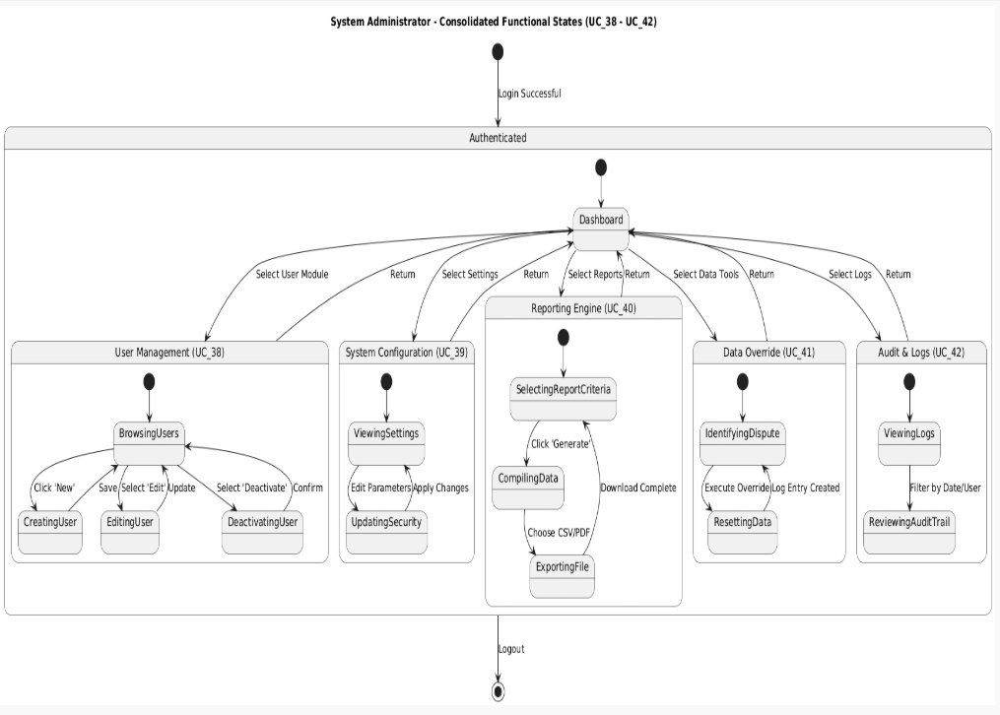 System Administrator - Consolidated Functional States (UC_38 - UC_42)
Login Successful
Authenticated
Dashboard
Select User Module
Return
Select Settings
Return
Select Reports
Return
Select Data Tools
Return
Select Logs
Return
User Management (UC_38)
BrowsingUsers
Click 'New'
Save
Select 'Edit'
Update
Select 'Deactivate'
Confirm
CreatingUser
EditingUser
DeactivatingUser
System Configuration (UC_39)
ViewingSettings
Edit Parameters
Apply Changes
UpdatingSecurity
Reporting Engine (UC_40)
SelectingReportCriteria
Click 'Generate'
CompilingData
Download Complete
Choose CSV/PDF
ExportingFile
Data Override (UC_41)
IdentifyingDispute
Execute Override
Log Entry Created
ResettingData
Audit & Logs (UC_42)
ViewingLogs
Filter by Date/User
ReviewingAuditTrail
Logout